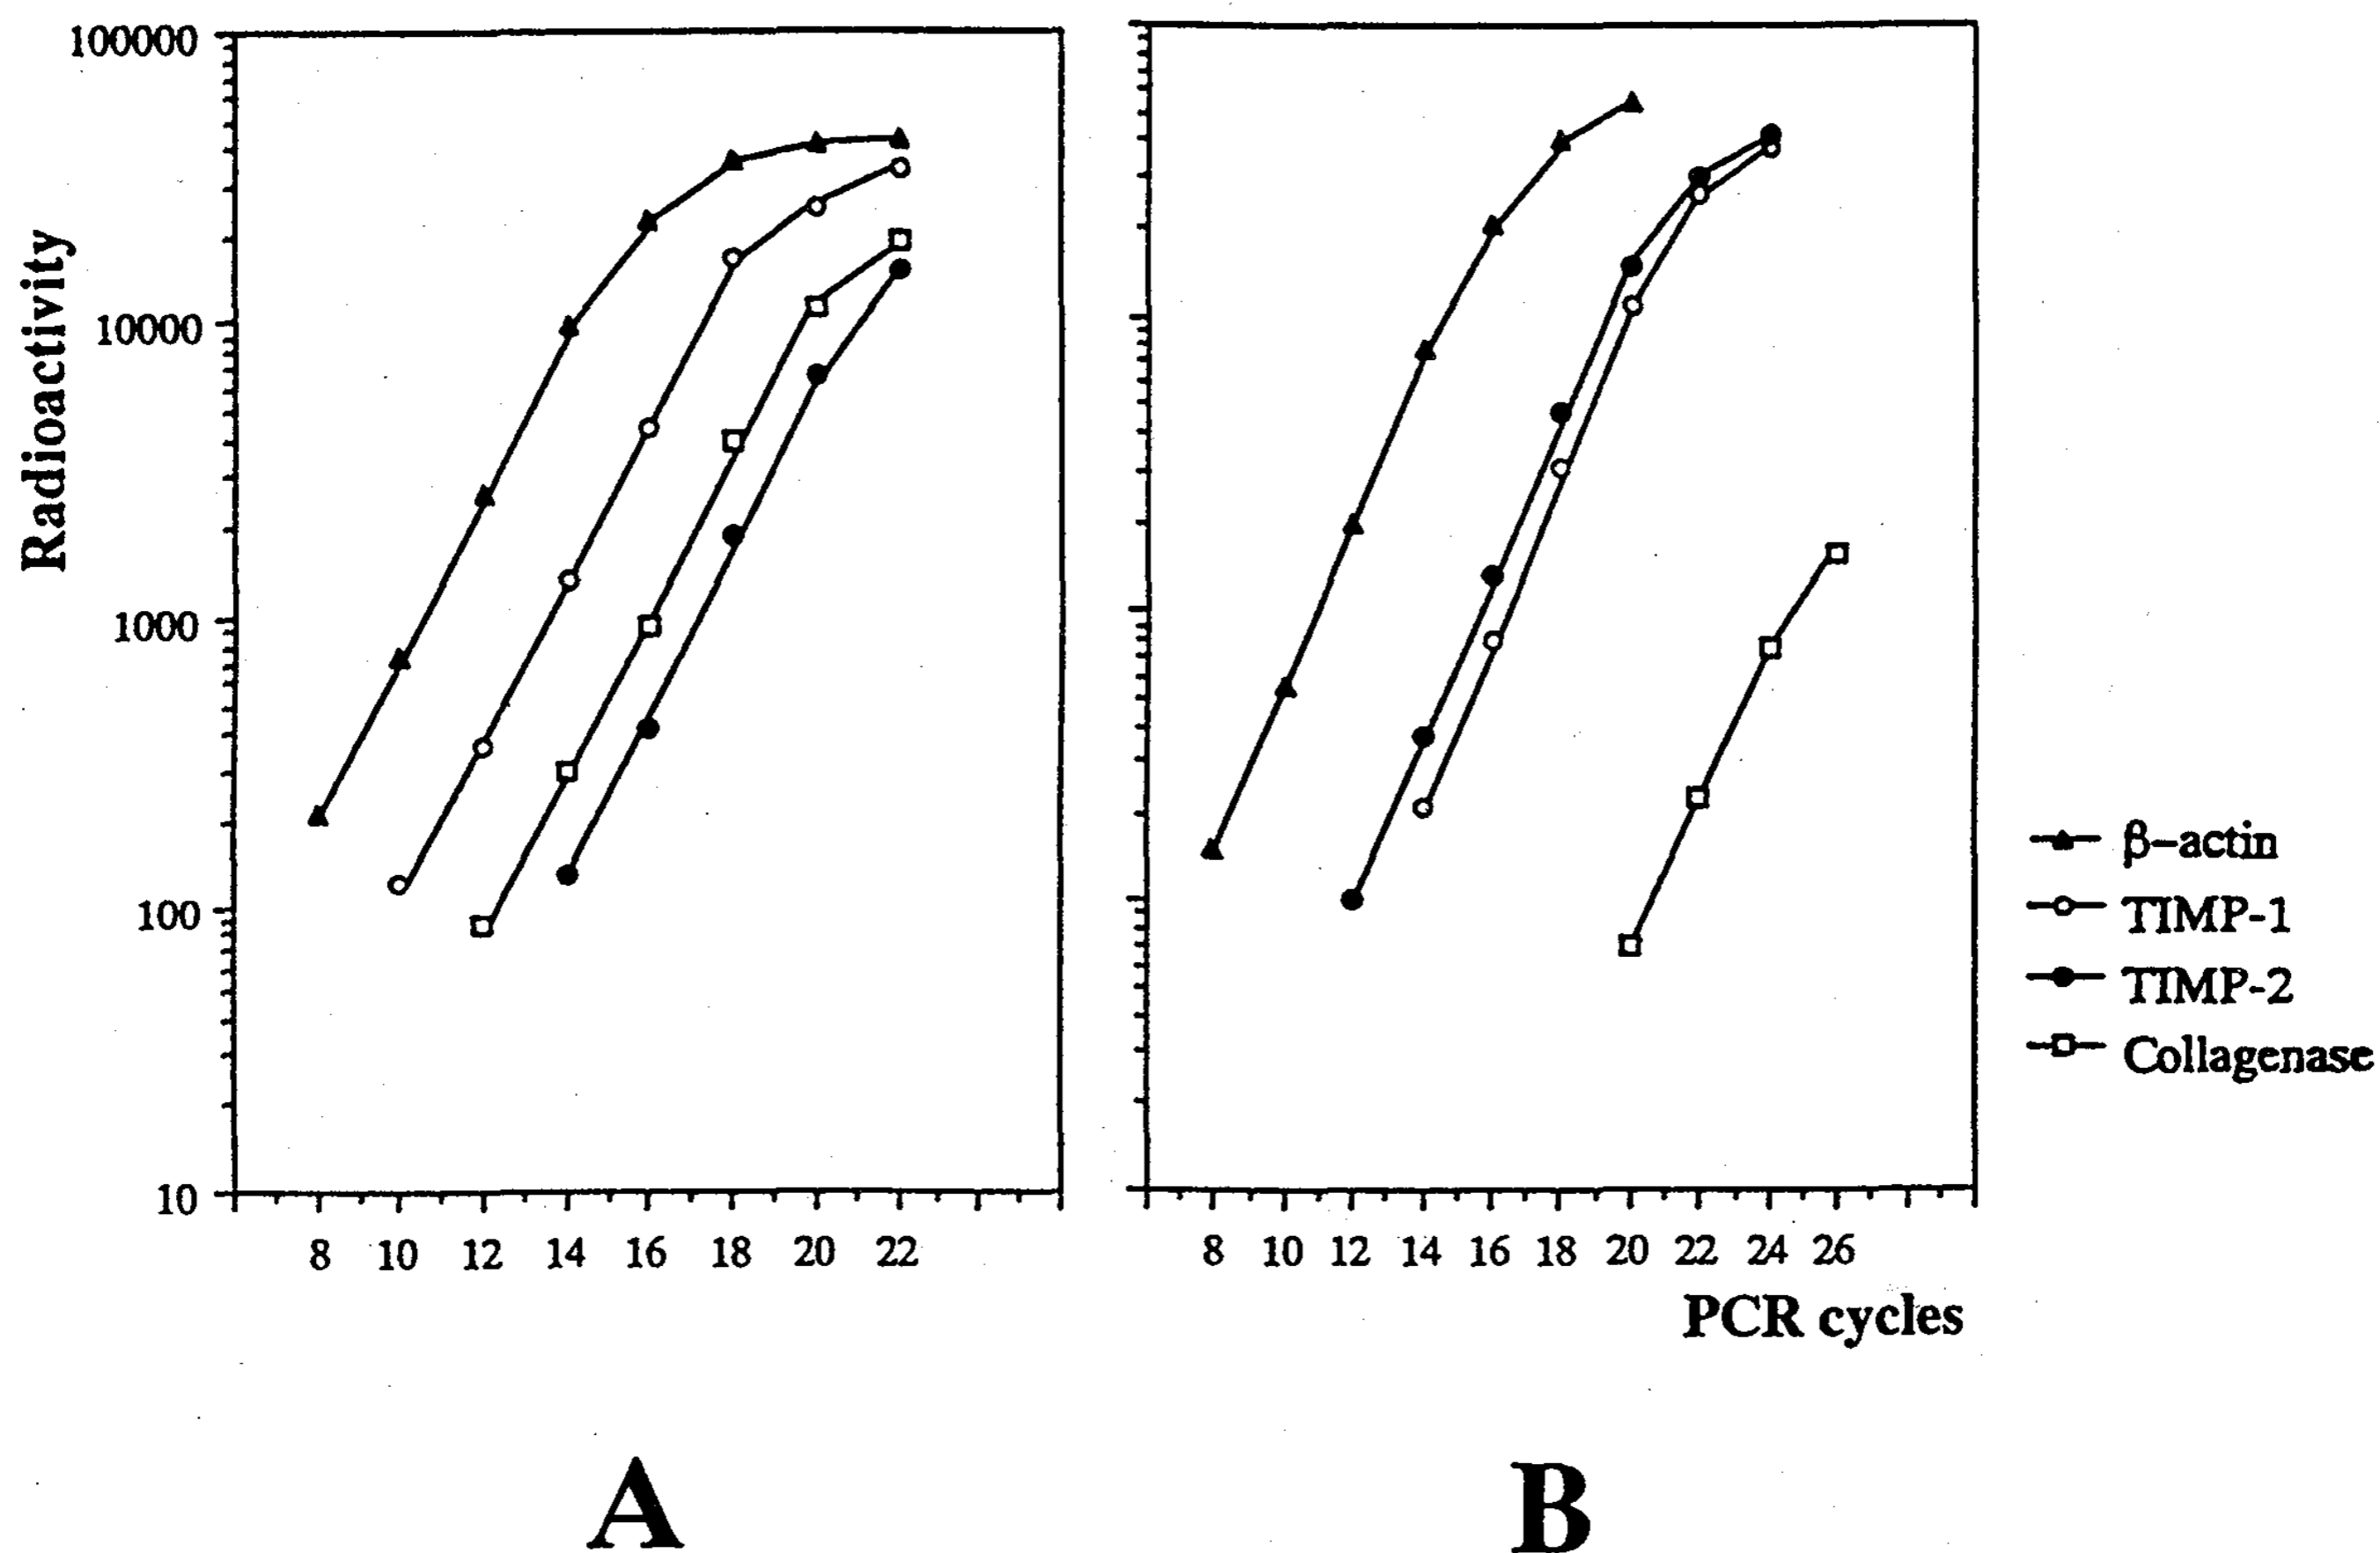 Radioactivity
100000
10000
1000
100
10
8 10 12 14 16 18 20 22
8 10 12 14 16 18 20 22 24 26
PCR cycles
β-actin
TIMP-1
TIMP-2
Collagenase
A
B